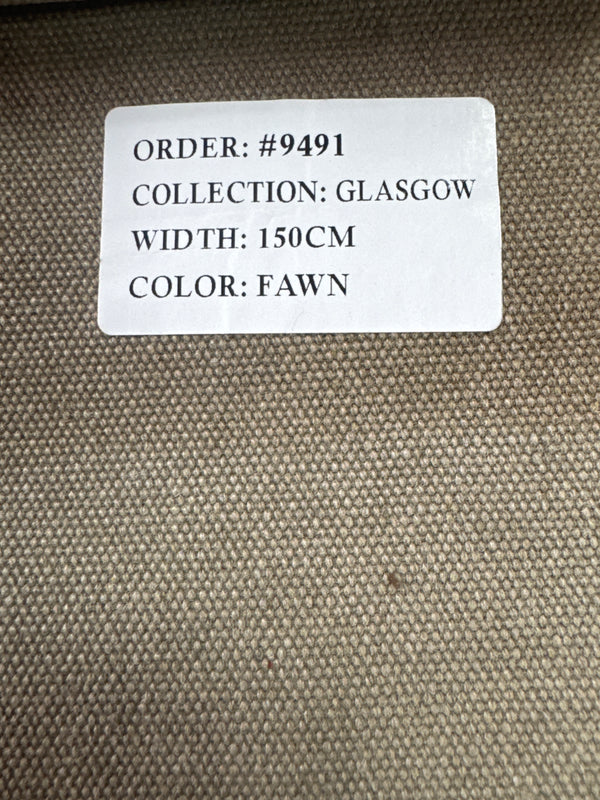 ORDER: #9491
COLLECTION: GLASGOW
WIDTH: 150CM
COLOR: FAWN